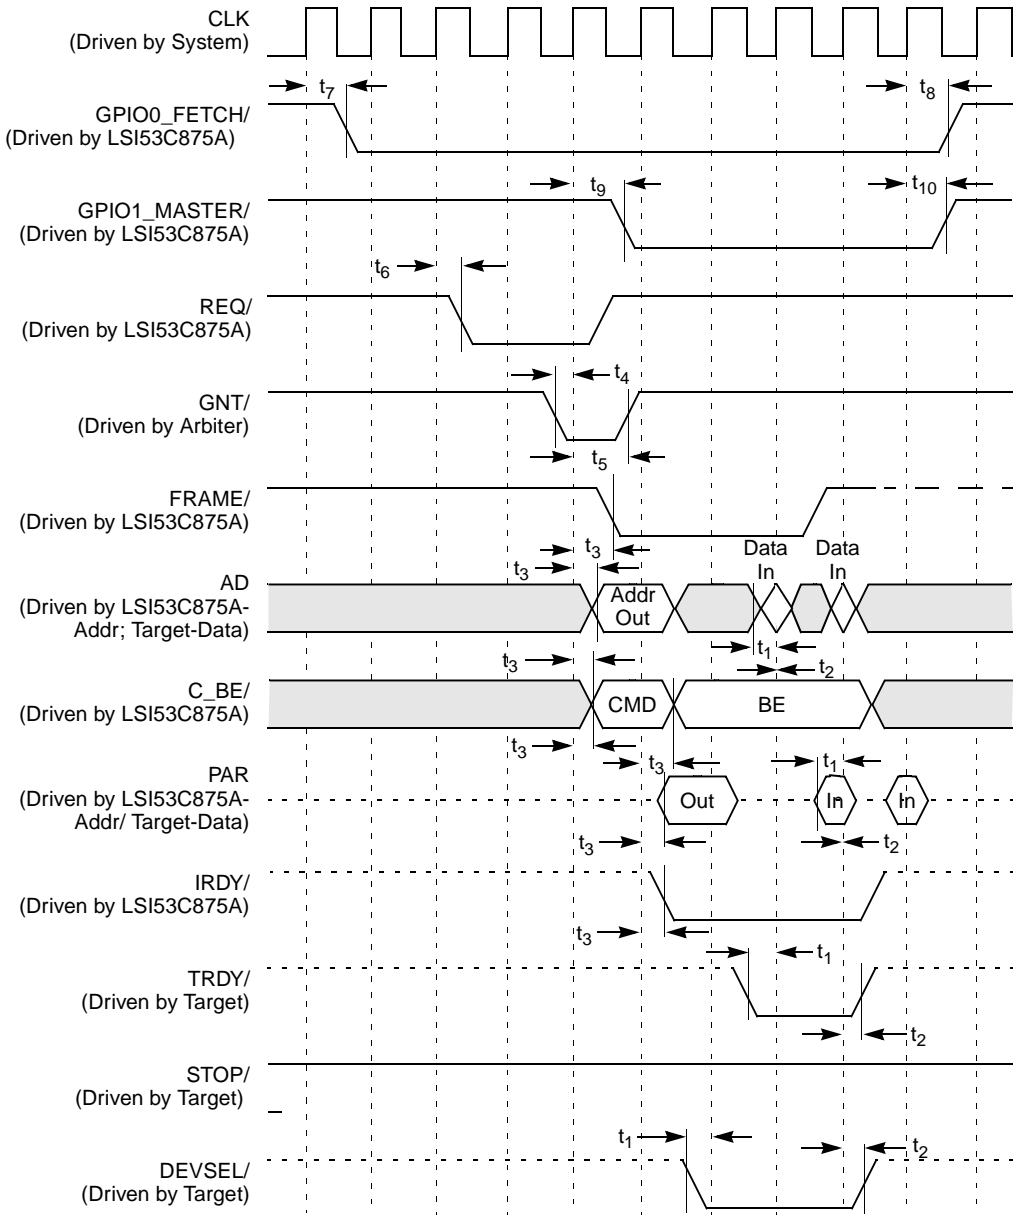 CLK
(Driven by System)
t7
t8
GPIO0_FETCH/
(Driven by LSI53C875A)
t9
t10
GPIO1_MASTER/
(Driven by LSI53C875A)
t6
REQ/
(Driven by LSI53C875A)
t4
GNT/
(Driven by Arbiter)
t5
FRAME/
(Driven by LSI53C875A)
t3
Data
In
Data
In
t3
AD
(Driven by LSI53C875A-
Addr; Target-Data)
Addr
Out
t1
t3
t2
C_BE/
(Driven by LSI53C875A)
CMD
BE
t3
t3
t1
PAR
(Driven by LSI53C875A-
Addr/ Target-Data)
Out
In
In
t3
t2
IRDY/
(Driven by LSI53C875A)
t3
t1
TRDY/
(Driven by Target)
t2
STOP/
(Driven by Target)
t1
t2
DEVSEL/
(Driven by Target)